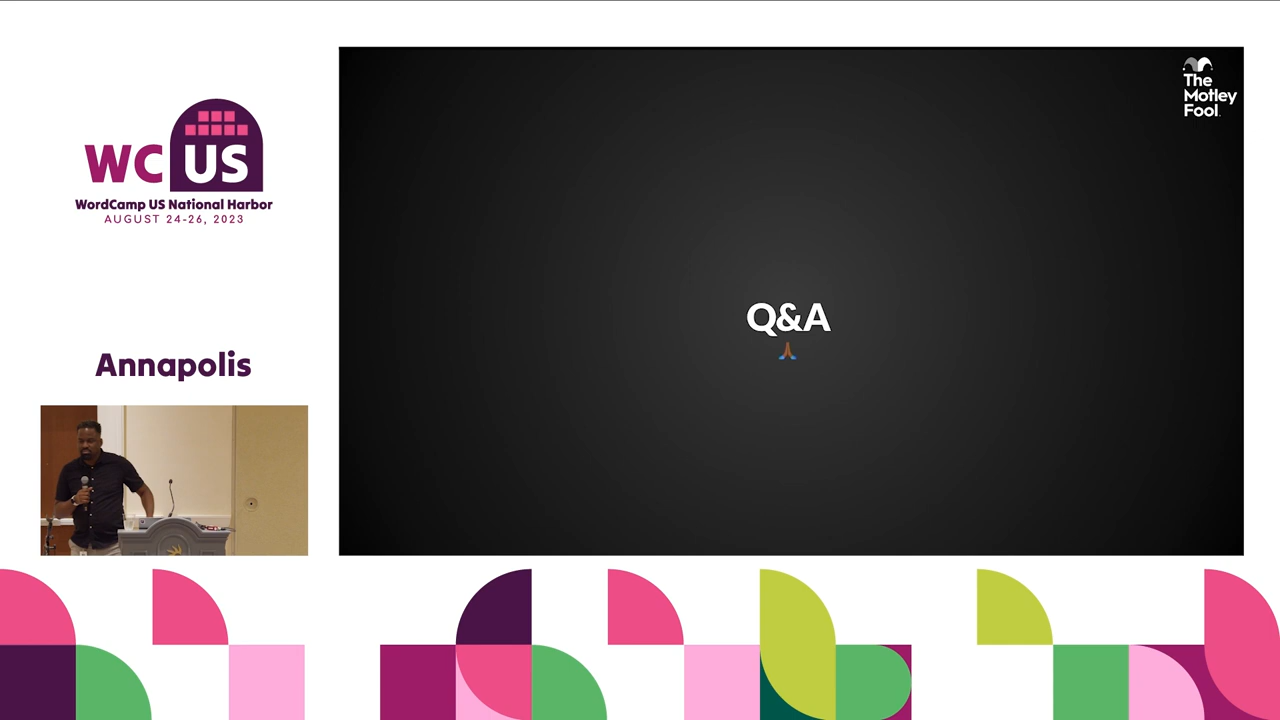 WC US
WordCamp US National Harbor
AUGUST 24-26, 2023
Annapolis
The
Motley
Fool.
Q&A